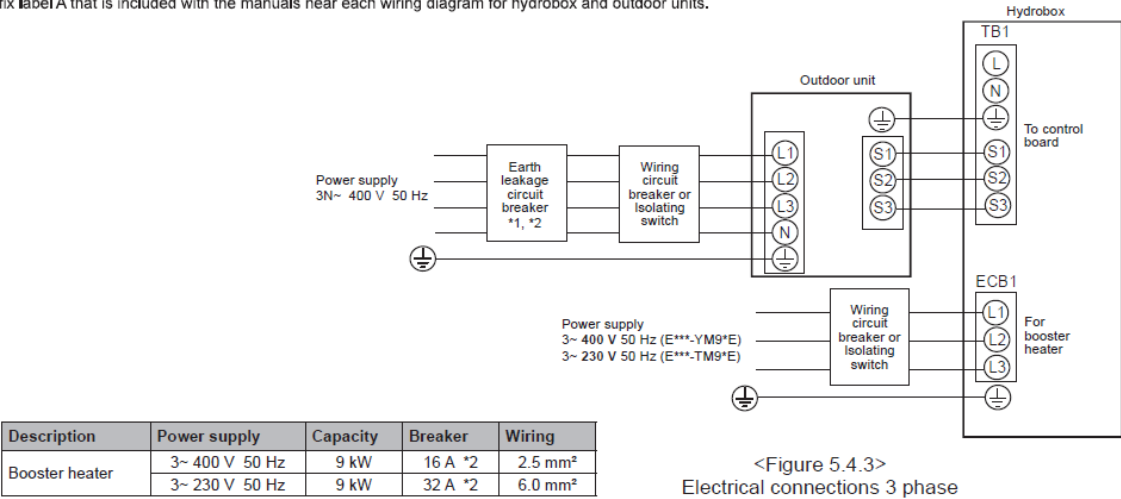 fix label A that is included with the manuals near each wiring diagram for hydrobox and outdoor units.
Hydrobox
TB1
L
N
To control
board
S1
S2
S3
Outdoor unit
L1
L2
L3
N
S1
S2
S3
Power supply
3N~ 400 V 50 Hz
Earth
leakage
circuit
breaker
*1, *2
Wiring
circuit
breaker or
Isolating
switch
ECB1
L1
L2
L3
For
booster
heater
Power supply
3~ 400 V 50 Hz (E***-YM9*E)
3~ 230 V 50 Hz (E***-TM9*E)
Wiring
circuit
breaker or
Isolating
switch
Description Power supply Capacity Breaker Wiring
Booster heater 3~ 400 V 50 Hz 9 kW 16 A *2 2.5 mm²
3~ 230 V 50 Hz 9 kW 32 A *2 6.0 mm²
<Figure 5.4.3>
Electrical connections 3 phase